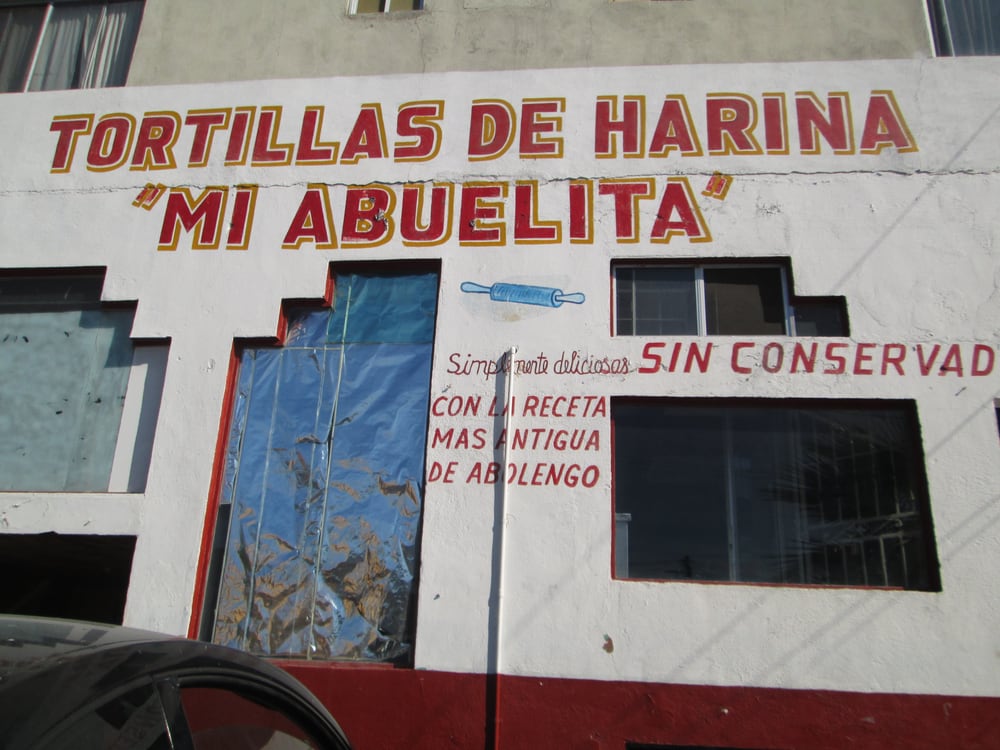 TORTILLAS DE HARINA
"MI ABUELITA"
Simplemente deliciosas SIN CONSERVAD
CON LA RECETA
MAS ANTIGUA
DE ABOLENGO